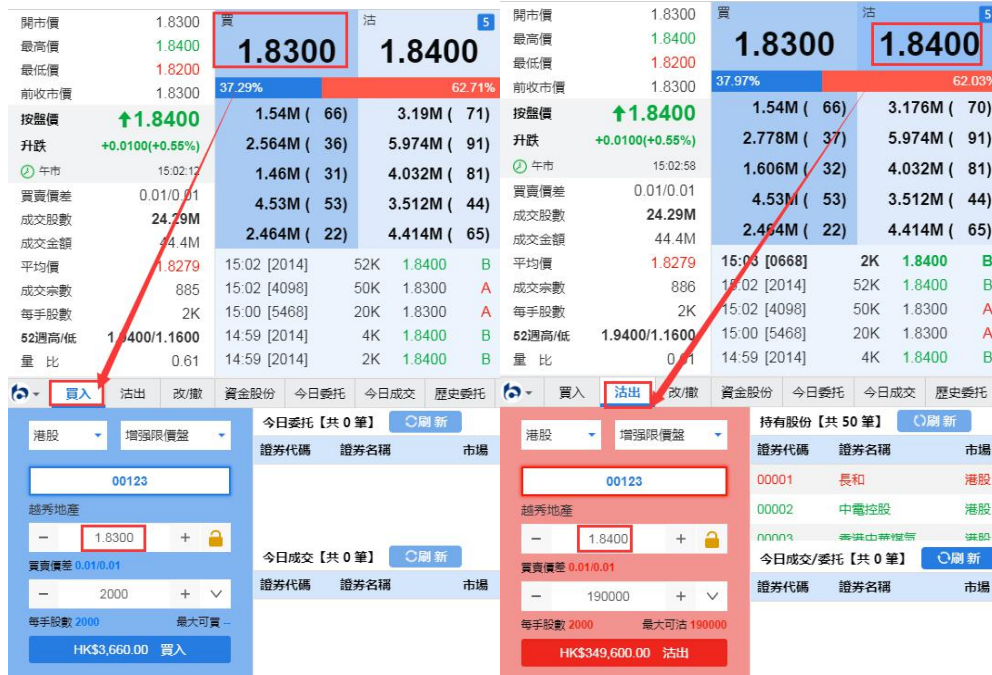 開市價 1.8300
最高價 1.8400
最低價 1.8200
前收市價 1.8300
按盤價 1.8400
升跌 +0.0100(+0.55%)
午市 15:02:12
買賣價差 0.01/0.01
成交股數 24.29M
成交金額 44.4M
平均價 1.8279
成交宗數 885
每手股數 2K
52週高/低 1.9400/1.1600
量 比 0.61
買 沽 5
1.8300 1.8400
37.29% 62.71%
1.54M ( 66) 3.19M ( 71)
2.564M ( 36) 5.974M ( 91)
1.46M ( 31) 4.032M ( 81)
4.53M ( 53) 3.512M ( 44)
2.464M ( 22) 4.414M ( 65)
15:02 [2014] 52K 1.8400 B
15:02 [4098] 50K 1.8300 A
15:00 [5468] 20K 1.8300 A
14:59 [2014] 4K 1.8400 B
14:59 [2014] 2K 1.8400 B
買入 沽出 改/撤 資金股份 今日委托 今日成交 歷史委托
港股 增强限價盤
00123
越秀地產
− 1.8300 +
買賣價差 0.01/0.01
− 2000 +
每手股數 2000 最大可買 --
HK$3,660.00 買入
今日委托【共 0 筆】 刷新
證券代碼 證券名稱 市場
今日成交【共 0 筆】 刷新
證券代碼 證券名稱 市場
開市價 1.8300
最高價 1.8400
最低價 1.8200
前收市價 1.8300
按盤價 1.8400
升跌 +0.0100(+0.55%)
午市 15:02:58
買賣價差 0.01/0.01
成交股數 24.29M
成交金額 44.4M
平均價 1.8279
成交宗數 886
每手股數 2K
52週高/低 1.9400/1.1600
量 比 0.61
買 沽 5
1.8300 1.8400
37.97% 62.03%
1.54M ( 66) 3.176M ( 70)
2.778M ( 37) 5.974M ( 91)
1.606M ( 32) 4.032M ( 81)
4.53M ( 53) 3.512M ( 44)
2.464M ( 22) 4.414M ( 65)
15:03 [0668] 2K 1.8400 B
15:02 [2014] 52K 1.8400 B
15:02 [4098] 50K 1.8300 A
15:00 [5468] 20K 1.8300 A
14:59 [2014] 4K 1.8400 B
買入 沽出 改/撤 資金股份 今日委托 今日成交 歷史委托
港股 增强限價盤
00123
越秀地產
− 1.8400 +
買賣價差 0.01/0.01
− 190000 +
每手股數 2000 最大可沽 190000
HK$349,600.00 沽出
持有股份【共 50 筆】 刷新
證券代碼 證券名稱 市場
00001 長和 港股
00002 中電控股 港股
00003 香港中華煤氣 港股
今日成交/委托【共 0 筆】 刷新
證券代碼 證券名稱 市場